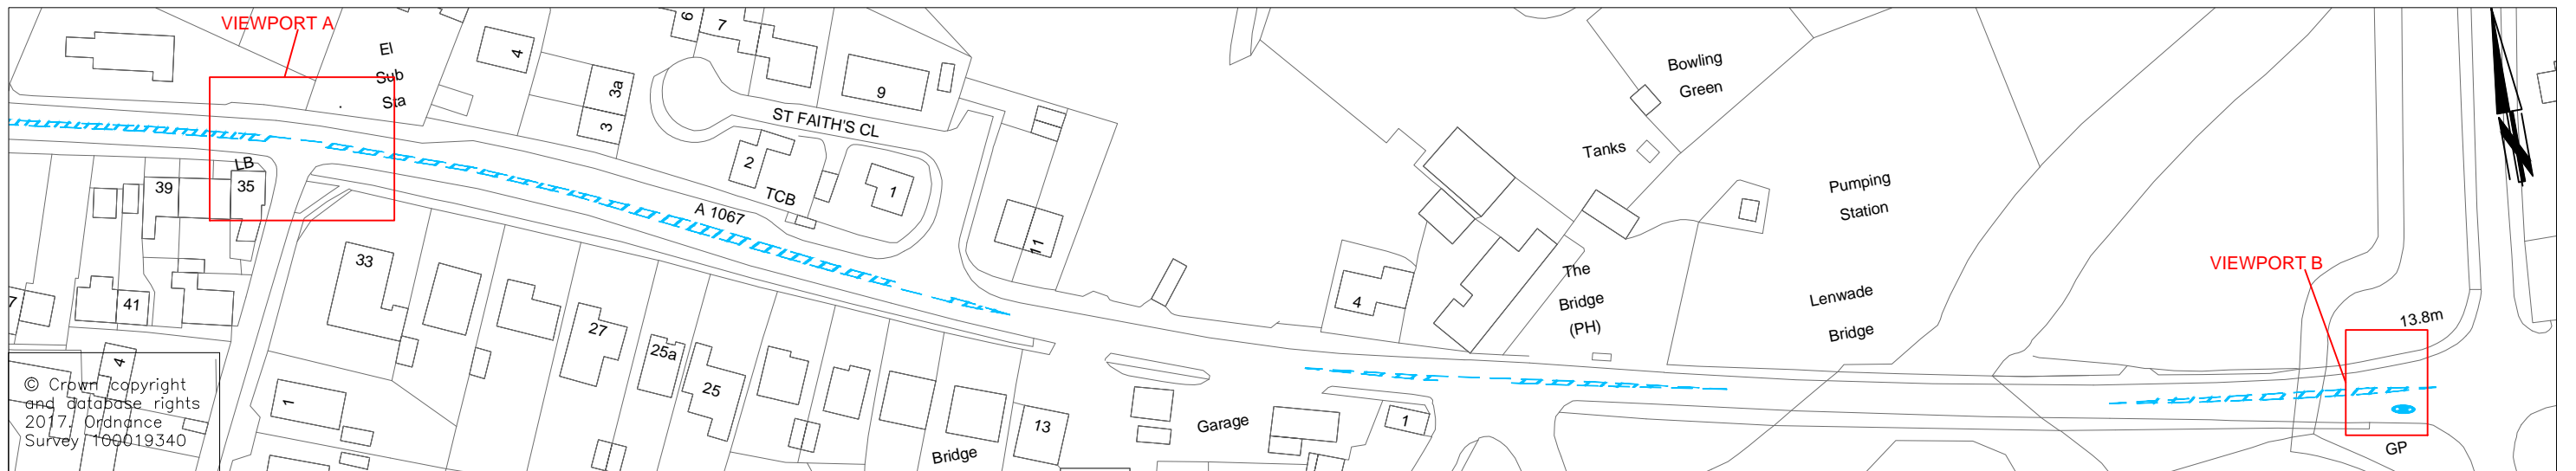 VIEWPORT A
El
Sub
Sta
4
6
7
3a
3
9
ST FAITH'S CL
2
TCB
1
11
A 1067
LB
39
35
33
41
7
4
27
25a
25
1
13
Bridge
Garage
1
4
The
Bridge
(PH)
Bowling
Green
Tanks
Pumping
Station
Lenwade
Bridge
VIEWPORT B
13.8m
GP
N
© Crown copyright
and database rights
2017. Ordnance
Survey 100019340